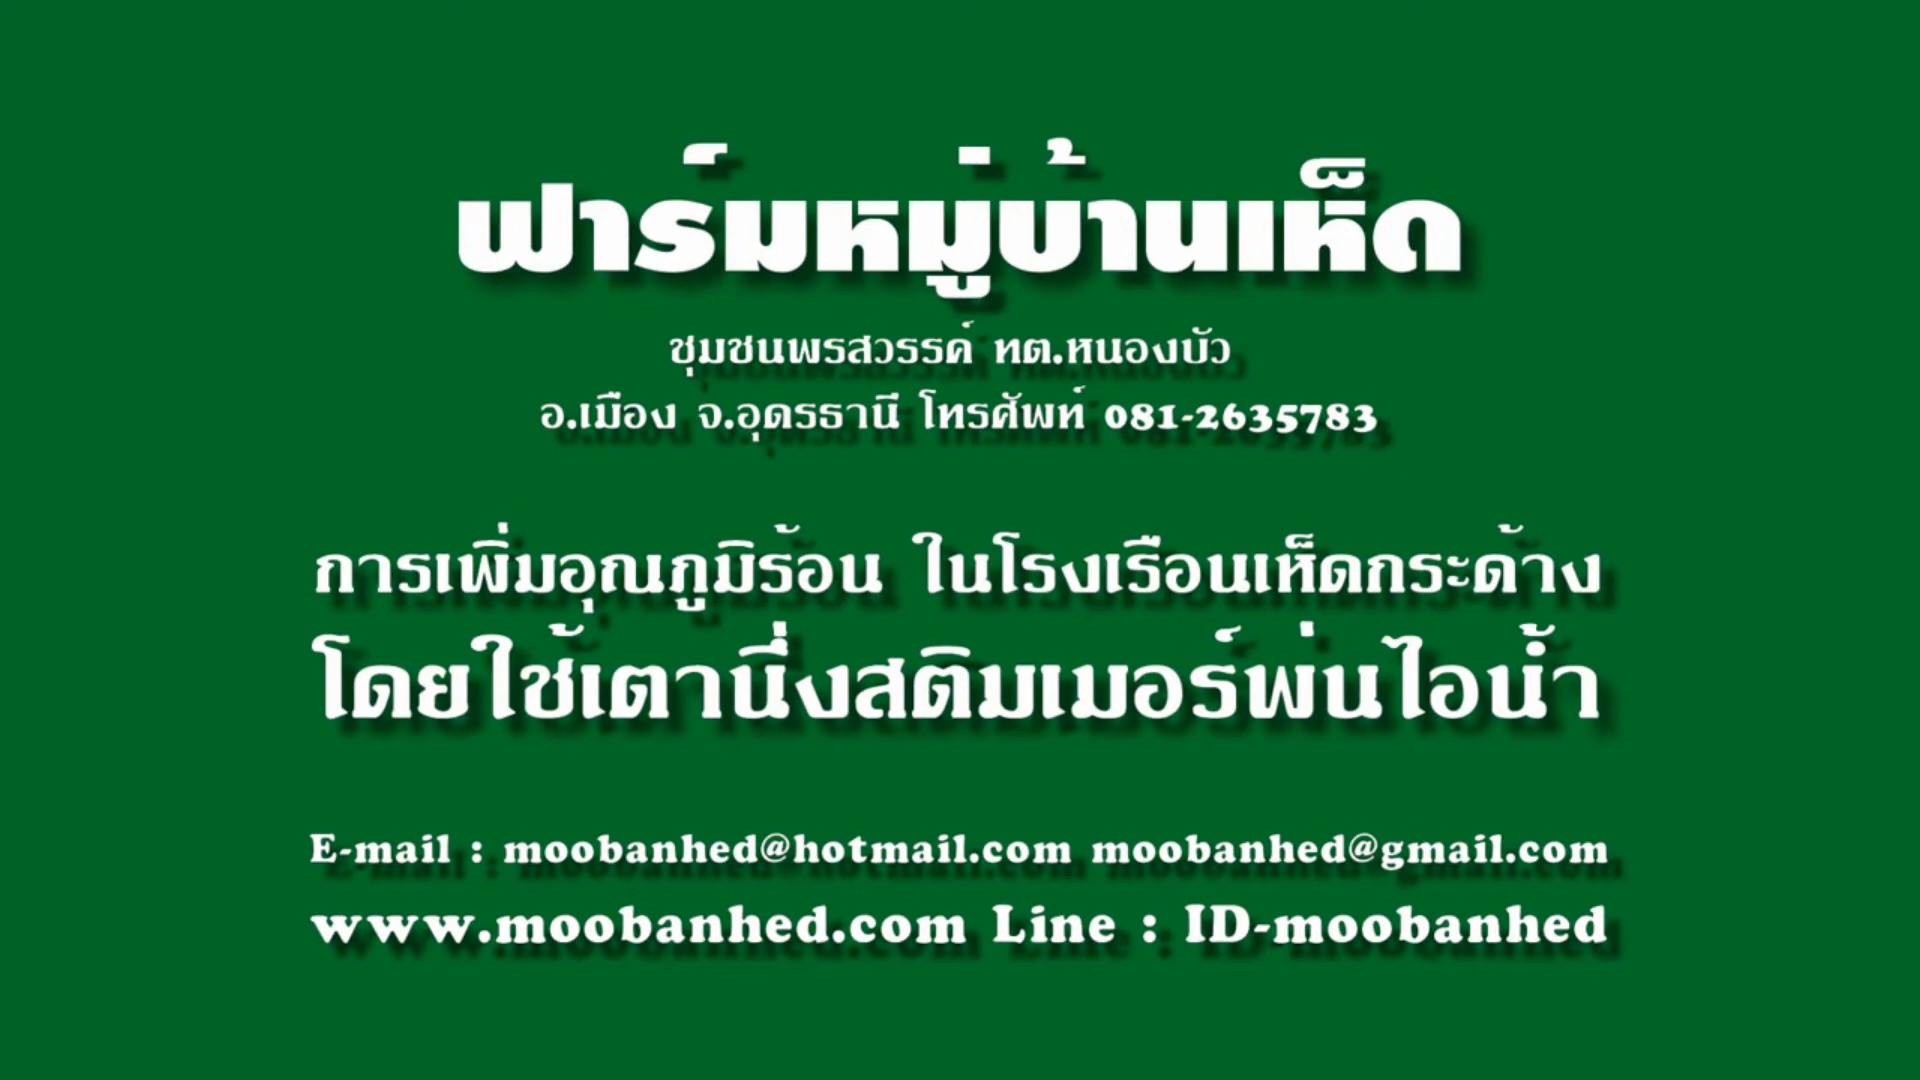 ฟาร์มหมู่บ้านเห็ด
ชุมชนพรสวรรค์ ทต.หนองบัว
อ.เมือง จ.อุดรธานี โทรศัพท์ 081-2635783
การเพิ่มอุณภูมิร้อน ในโรงเรือนเห็ดกระด้าง
โดยใช้เตานึ่งสติมเมอร์พ่นไอน้ำ
E-mail : moobanhed@hotmail.com moobanhed@gmail.com
www.moobanhed.com Line : ID-moobanhed